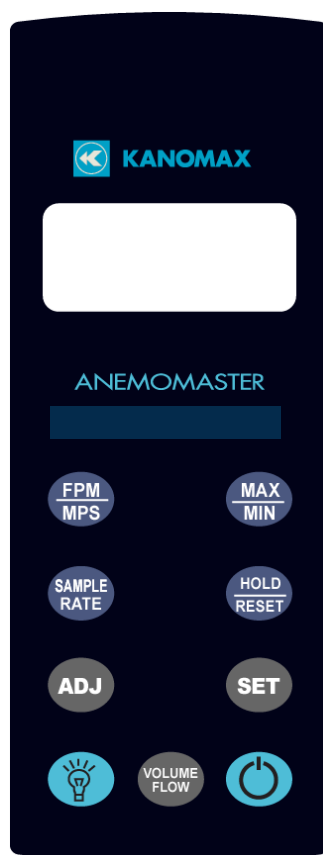 KANOMAX
ANEMOMASTER
FPM
MPS
MAX
MIN
SAMPLE
RATE
HOLD
RESET
ADJ
SET
VOLUME
FLOW